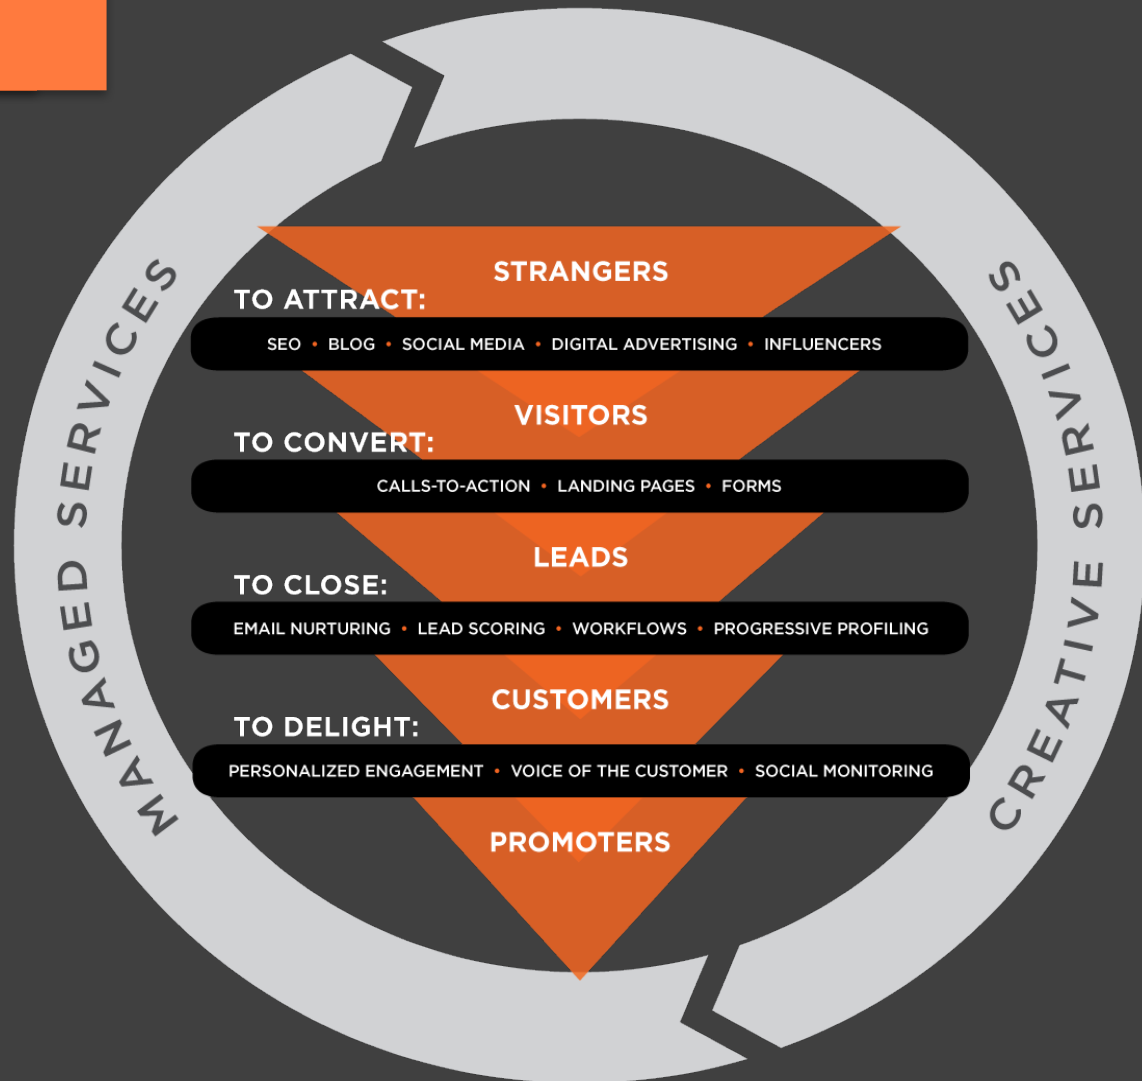 STRANGERS
TO ATTRACT:
SEO • BLOG • SOCIAL MEDIA • DIGITAL ADVERTISING • INFLUENCERS
VISITORS
TO CONVERT:
CALLS-TO-ACTION • LANDING PAGES • FORMS
LEADS
TO CLOSE:
EMAIL NURTURING • LEAD SCORING • WORKFLOWS • PROGRESSIVE PROFILING
CUSTOMERS
TO DELIGHT:
PERSONALIZED ENGAGEMENT • VOICE OF THE CUSTOMER • SOCIAL MONITORING
PROMOTERS
MANAGED SERVICES
CREATIVE SERVICES